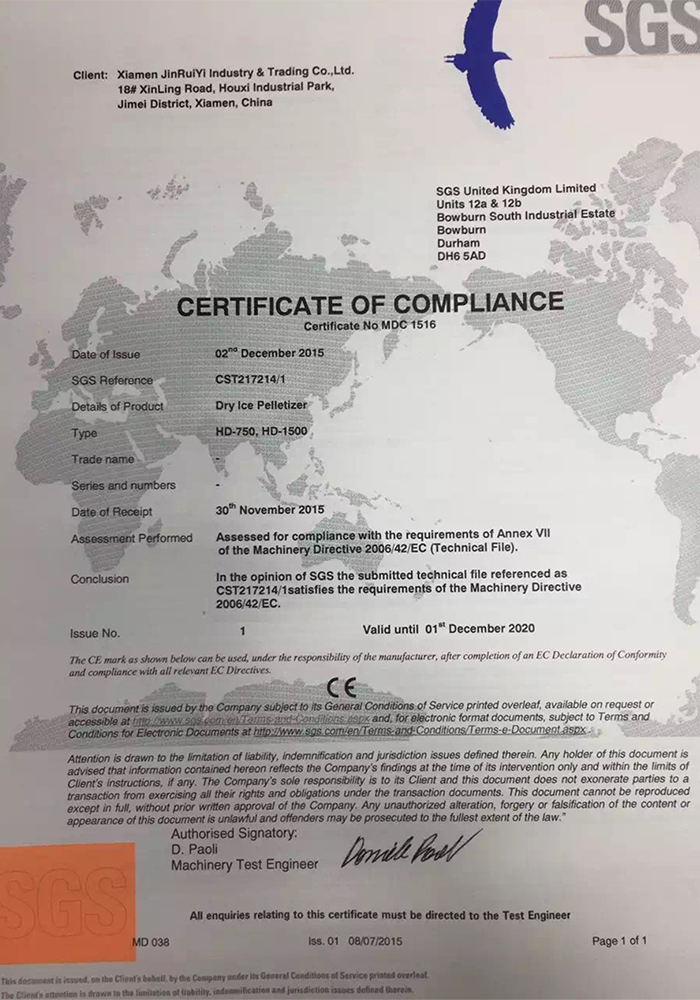 SGS
Client: Xiamen JinRuiYi Industry & Trading Co.,Ltd.
18# XinLing Road, Houxi Industrial Park,
Jimei District, Xiamen, China
SGS United Kingdom Limited
Units 12a & 12b
Bowburn South Industrial Estate
Bowburn
Durham
DH6 5AD
CERTIFICATE OF COMPLIANCE
Certificate No MDC 1516
Date of Issue 02nd December 2015
SGS Reference CST217214/1
Details of Product Dry Ice Pelletizer
Type HD-750, HD-1500
Trade name -
Series and numbers -
Date of Receipt 30th November 2015
Assessment Performed Assessed for compliance with the requirements of Annex VII
of the Machinery Directive 2006/42/EC (Technical File).
Conclusion In the opinion of SGS the submitted technical file referenced as
CST217214/1satisfies the requirements of the Machinery Directive
2006/42/EC.
Issue No. 1 Valid until 01st December 2020
The CE mark as shown below can be used, under the responsibility of the manufacturer, after completion of an EC Declaration of Conformity
and compliance with all relevant EC Directives.
CE
This document is issued by the Company subject to its General Conditions of Service printed overleaf, available on request or
accessible at http://www.sgs.com/en/Terms-and-Conditions.aspx and, for electronic format documents, subject to Terms and
Conditions for Electronic Documents at http://www.sgs.com/en/Terms-and-Conditions/Terms-e-Document.aspx.
Attention is drawn to the limitation of liability, indemnification and jurisdiction issues defined therein. Any holder of this document is
advised that information contained hereon reflects the Company's findings at the time of its intervention only and within the limits of
Client's instructions, if any. The Company's sole responsibility is to its Client and this document does not exonerate parties to a
transaction from exercising all their rights and obligations under the transaction documents. This document cannot be reproduced
except in full, without prior written approval of the Company. Any unauthorized alteration, forgery or falsification of the content or
appearance of this document is unlawful and offenders may be prosecuted to the fullest extent of the law."
Authorised Signatory:
D. Paoli
Machinery Test Engineer
SGS
All enquiries relating to this certificate must be directed to the Test Engineer
MD 038 Iss. 01 08/07/2015 Page 1 of 1
This document is issued, on the Client's behalf, by the Company under its General Conditions of Service printed overleaf.
The Client's attention is drawn to the limitation of liability, indemnification and jurisdiction issues defined therein.